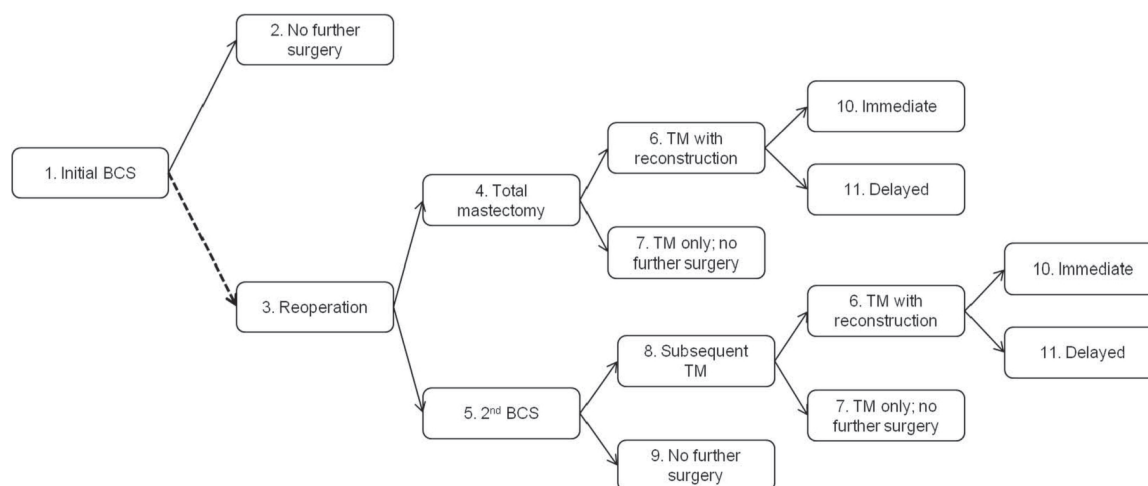 1. Initial BCS
2. No further
surgery
3. Reoperation
4. Total
mastectomy
5. 2nd BCS
6. TM with
reconstruction
7. TM only; no
further surgery
10. Immediate
11. Delayed
8. Subsequent
TM
9. No further
surgery
6. TM with
reconstruction
7. TM only; no
further surgery
10. Immediate
11. Delayed